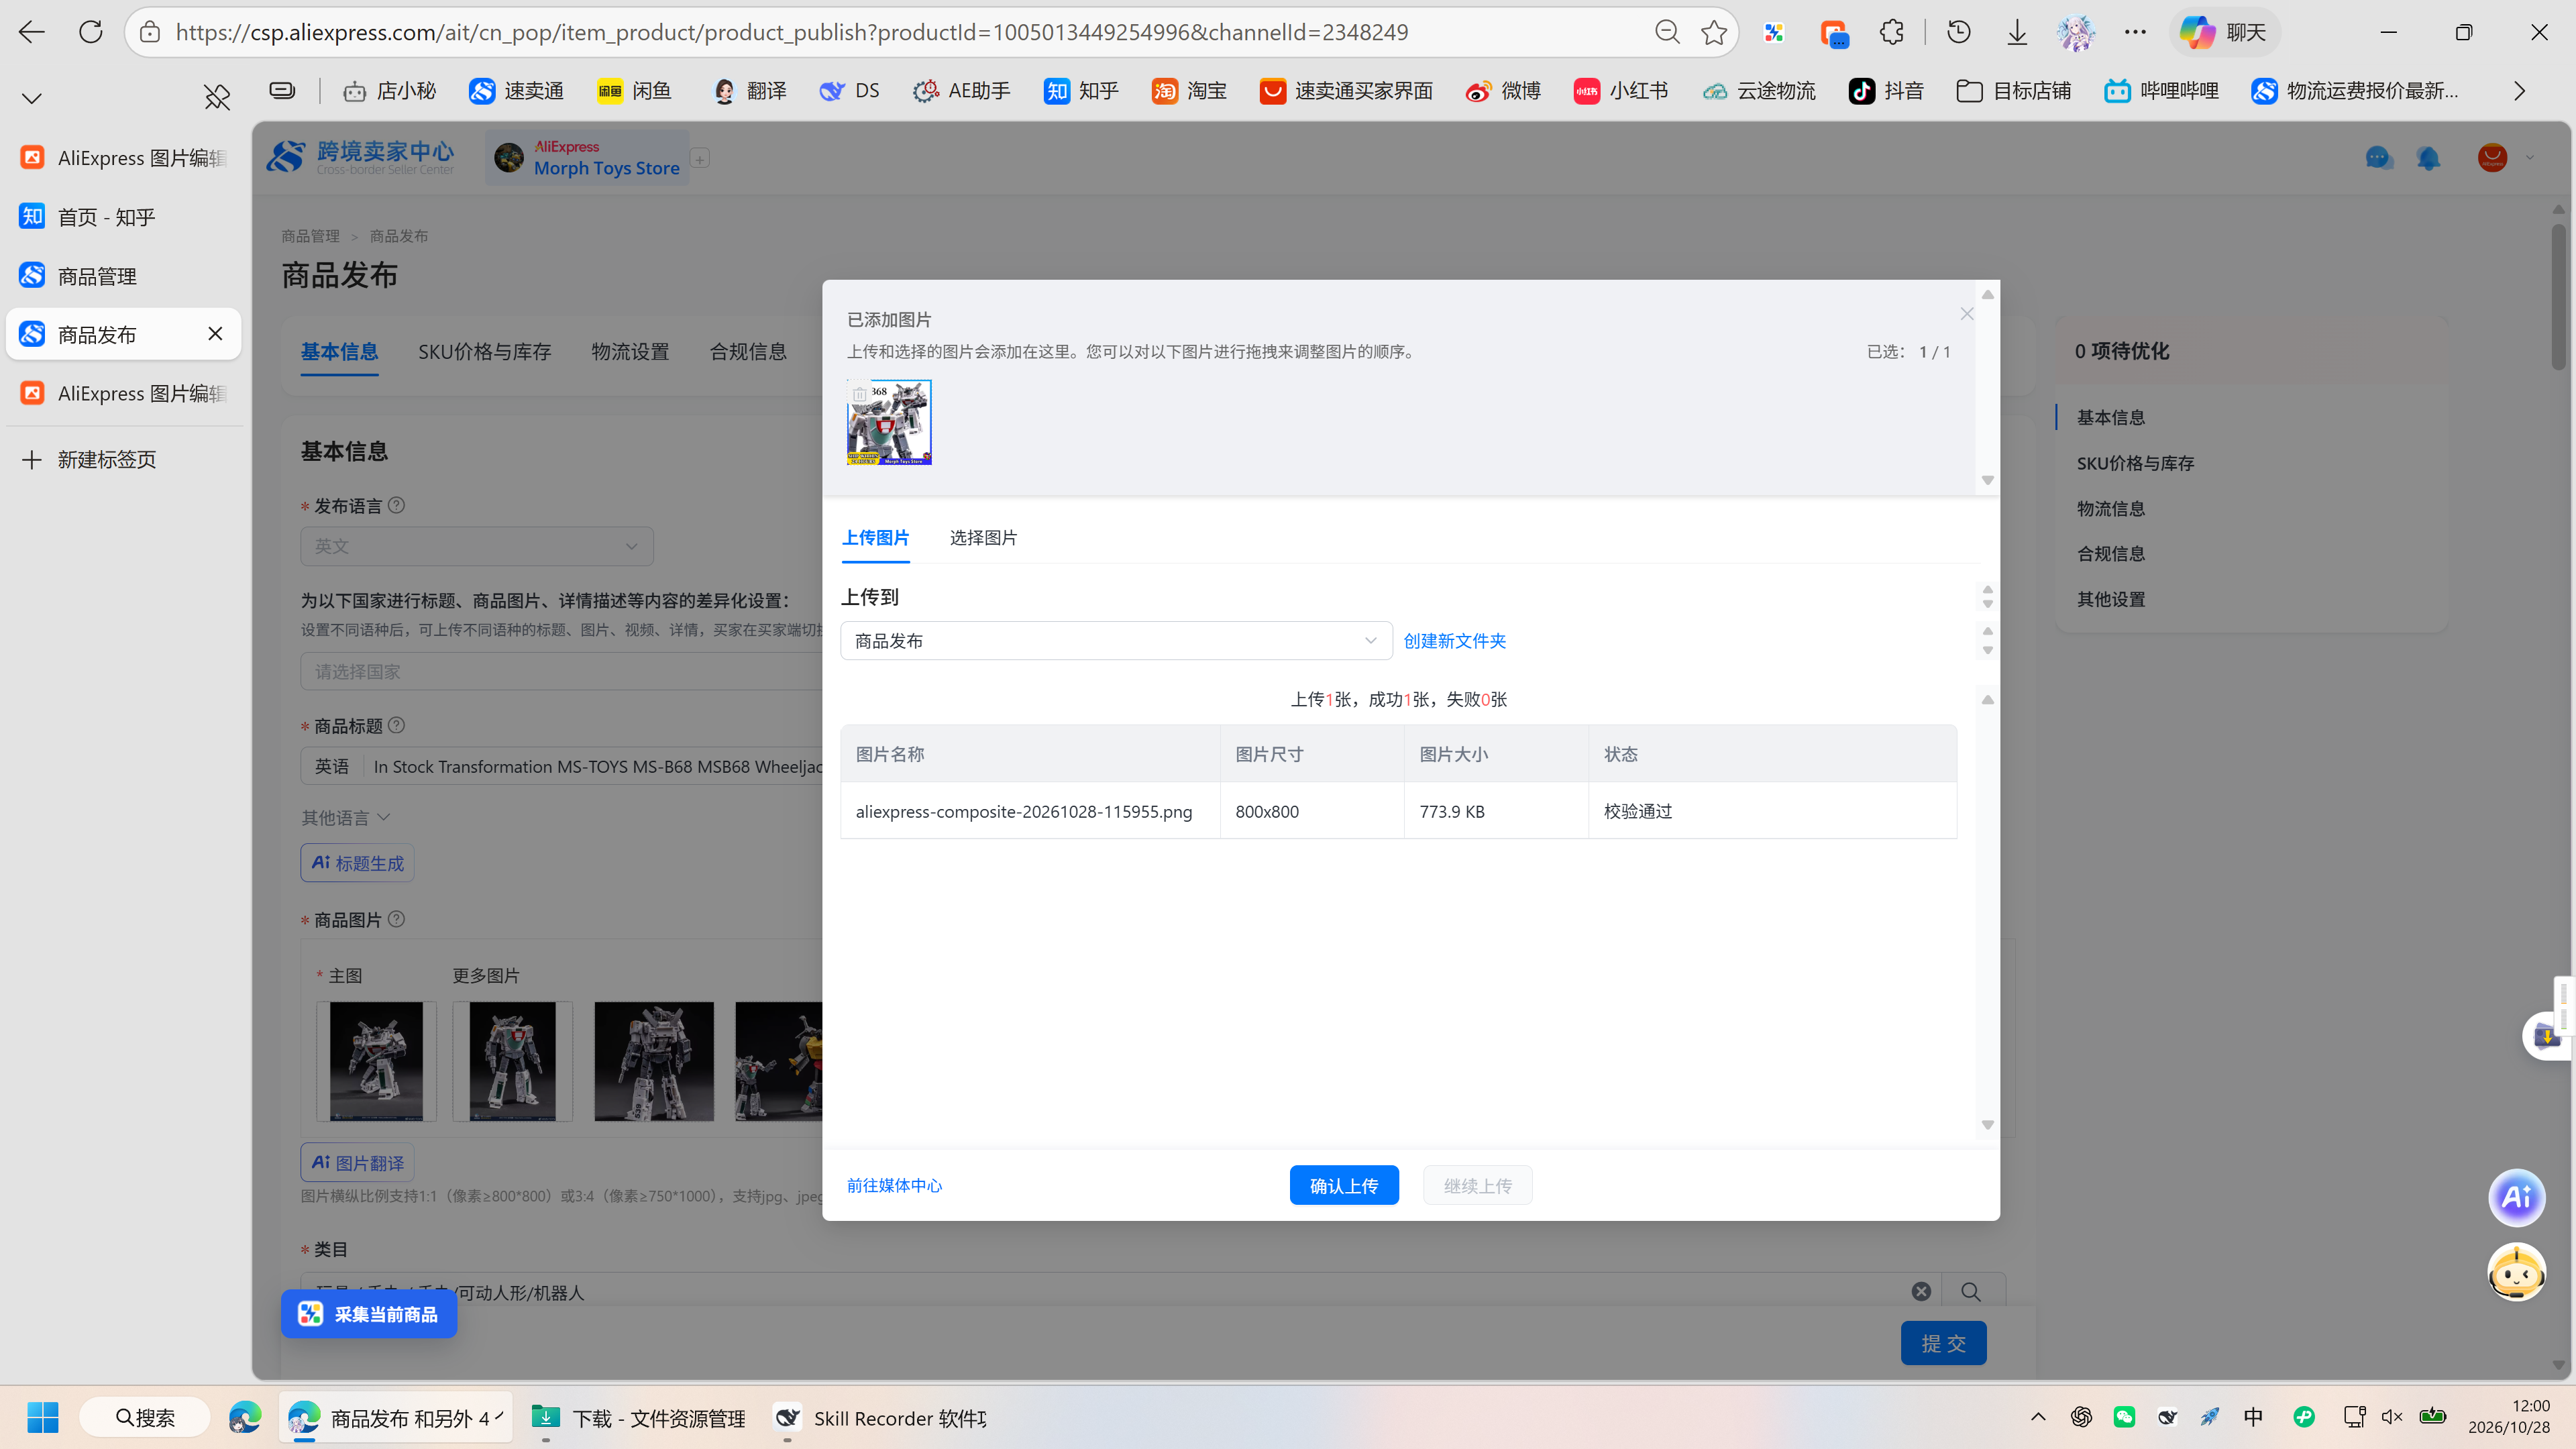 https://csp.aliexpress.com/ait/cn_pop/item_product/product_publish?productId=1005013449254996&channelId=2348249
聊天
店小秘
速卖通
闲鱼
翻译
DS
AE助手
知乎
淘宝
速卖通买家界面
微博
小红书
云途物流
抖音
目标店铺
哔哩哔哩
物流运费报价最新...
AliExpress 图片编辑
首页 - 知乎
商品管理
商品发布
AliExpress 图片编辑
新建标签页
跨境卖家中心
Cross-border Seller Center
AliExpress
Morph Toys Store
商品管理 > 商品发布
商品发布
基本信息
SKU价格与库存
物流设置
合规信息
0 项待优化
基本信息
SKU价格与库存
物流信息
合规信息
其他设置
基本信息
* 发布语言
英文
为以下国家进行标题、商品图片、详情描述等内容的差异化设置：
设置不同语种后，可上传不同语种的标题、图片、视频、详情，买家在买家端切
请选择国家
* 商品标题
英语
In Stock Transformation MS-TOYS MS-B68 MSB68 Wheeljac
其他语言
Ai 标题生成
* 商品图片
* 主图
更多图片
Ai 图片翻译
图片横纵比例支持1:1（像素≥800*800）或3:4（像素≥750*1000），支持jpg、jpeg
* 类目
/可动人形/机器人
采集当前商品
提 交
已添加图片
上传和选择的图片会添加在这里。您可以对以下图片进行拖拽来调整图片的顺序。
已选： 1 / 1
368
Morph Toys Store
上传图片
选择图片
上传到
商品发布
创建新文件夹
上传1张，成功1张，失败0张
图片名称
图片尺寸
图片大小
状态
aliexpress-composite-20261028-115955.png
800x800
773.9 KB
校验通过
前往媒体中心
确认上传
继续上传
Ai
搜索
商品发布 和另外 4
下载 - 文件资源管理
Skill Recorder 软件
中
12:00
2026/10/28